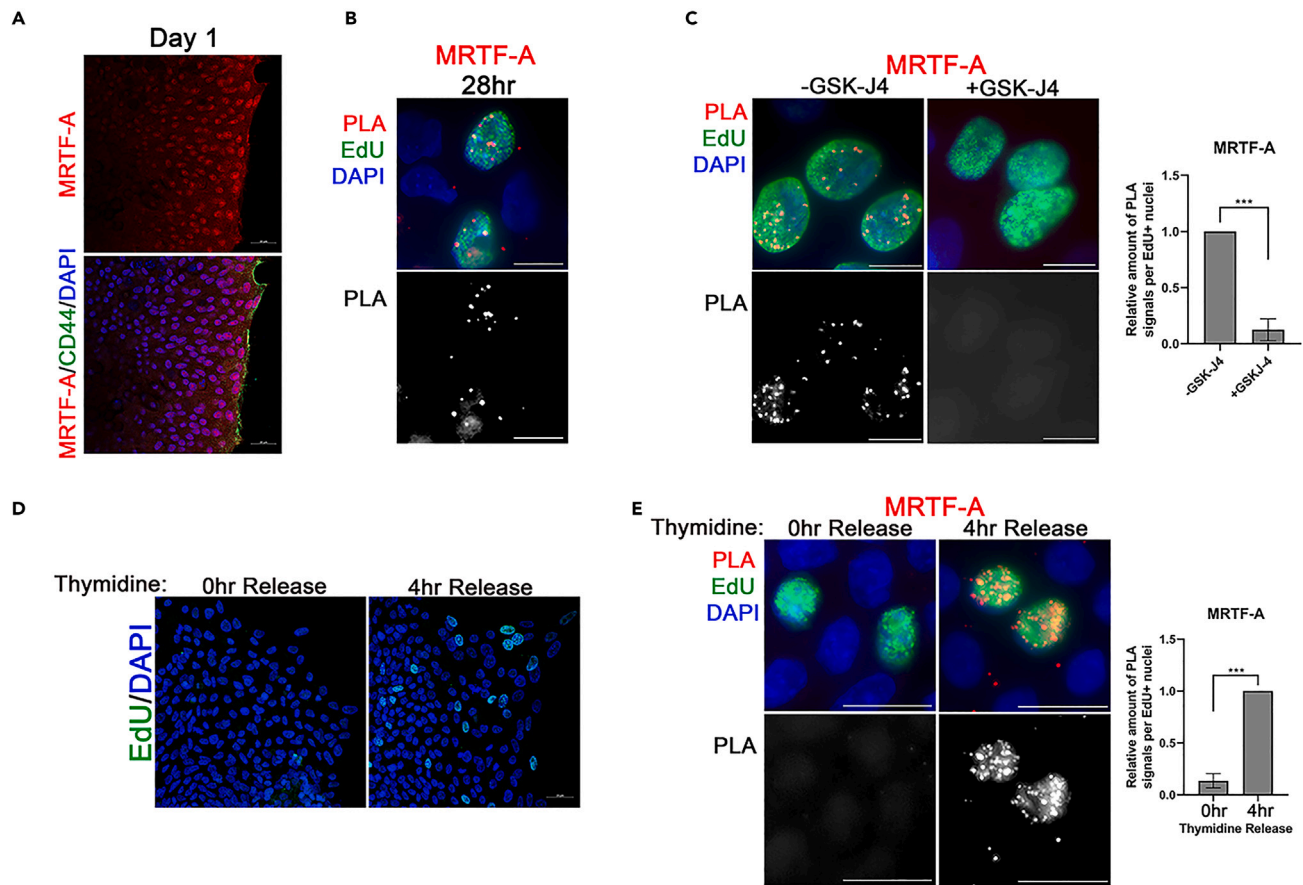 A
Day 1
MRTF-A
MRTF-A/CD44/DAPI
B
MRTF-A
28hr
PLA
EdU
DAPI
PLA
C
MRTF-A
-GSK-J4
+GSK-J4
PLA
EdU
DAPI
PLA
MRTF-A
Relative amount of PLA
signals per EdU+ nuclei
1.5
1.0
0.5
0.0
***
-GSK-J4
+GSKJ-4
D
Thymidine:
0hr Release
4hr Release
EdU/DAPI
E
MRTF-A
Thymidine:
0hr Release
4hr Release
PLA
EdU
DAPI
PLA
MRTF-A
Relative amount of PLA
signals per EdU+ nuclei
1.5
1.0
0.5
0.0
***
0hr
4hr
Thymidine Release